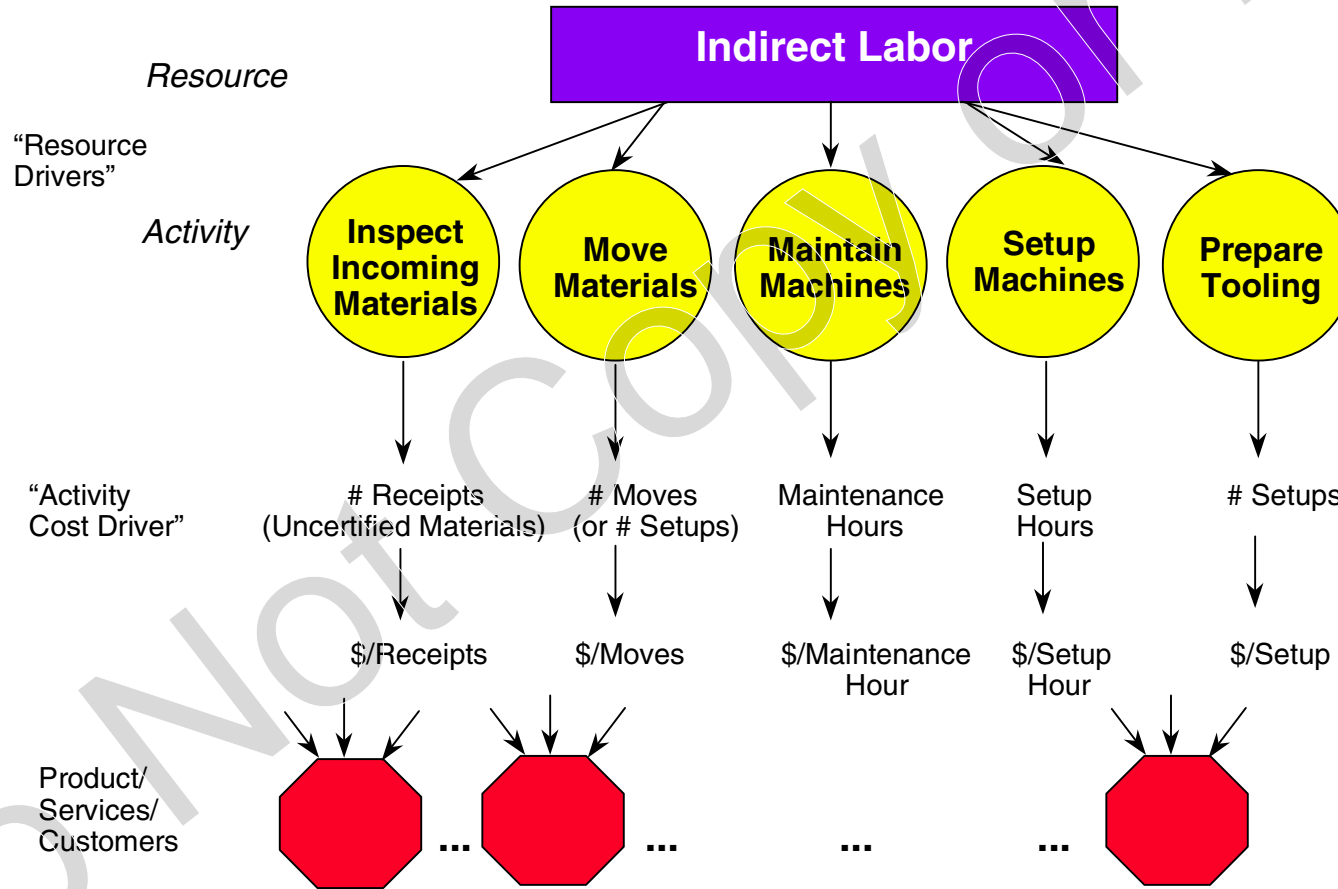 Indirect Labor
Resource
“Resource
Drivers”
Activity
Inspect
Incoming
Materials
Move
Materials
Maintain
Machines
Setup
Machines
Prepare
Tooling
“Activity
Cost Driver”
# Receipts
(Uncertified Materials)
# Moves
(or # Setups)
Maintenance
Hours
Setup
Hours
# Setups
$/Receipts
$/Moves
$/Maintenance
Hour
$/Setup
Hour
$/Setup
Product/
Services/
Customers
... ... ... ...
o Not Copy or